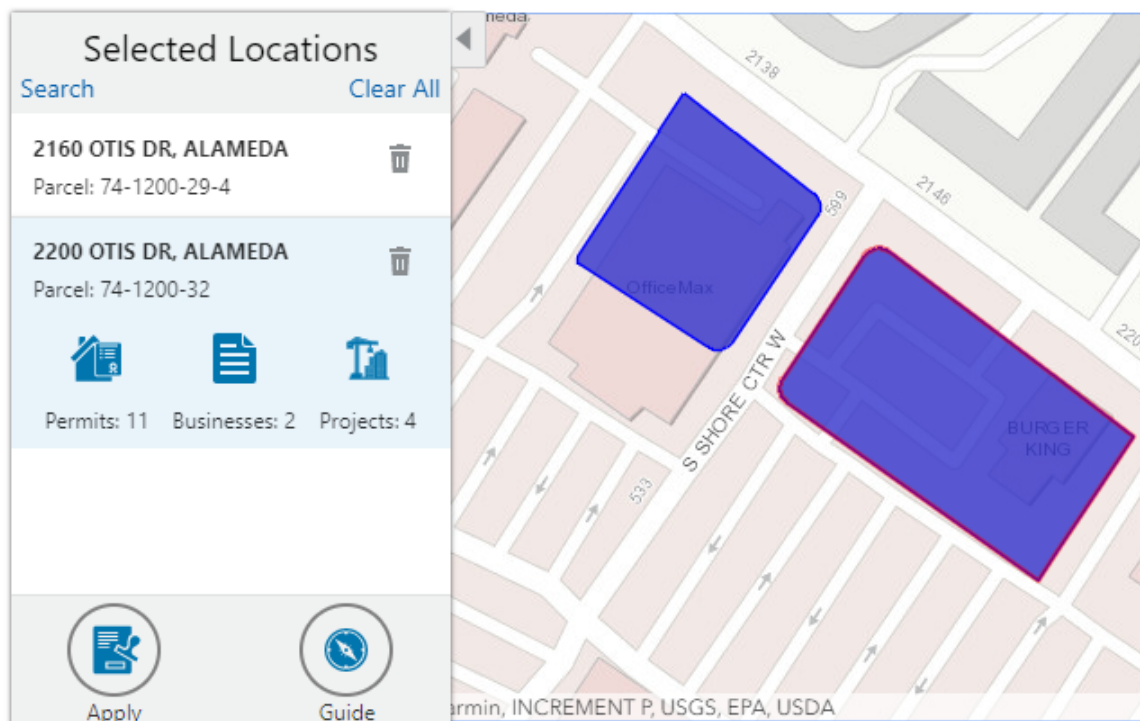 Selected Locations
Search
Clear All
2160 OTIS DR, ALAMEDA
Parcel: 74-1200-29-4
2200 OTIS DR, ALAMEDA
Parcel: 74-1200-32
Permits: 11
Businesses: 2
Projects: 4
Apply
Guide
meda
2138
599
2146
OfficeMax
220
S SHORE CTR W
BURGER
KING
533
armin, INCREMENT P, USGS, EPA, USDA